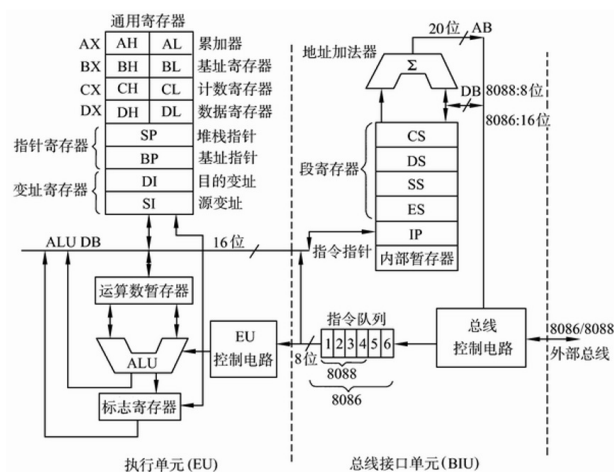 通用寄存器
AX AH AL 累加器
BX BH BL 基址寄存器
CX CH CL 计数寄存器
DX DH DL 数据寄存器
指针寄存器
SP 堆栈指针
BP 基址指针
变址寄存器
DI 目的变址
SI 源变址
ALU DB
16位
运算数暂存器
ALU
标志寄存器
EU
控制电路
执行单元(EU)
20位 AB
地址加法器
Σ
DB
8088:8位
8086:16位
段寄存器
CS
DS
SS
ES
指令指针
IP
内部暂存器
指令队列
8位
1 2 3 4 5 6
8088
8086
总线
控制电路
8086/8088
外部总线
总线接口单元(BIU)